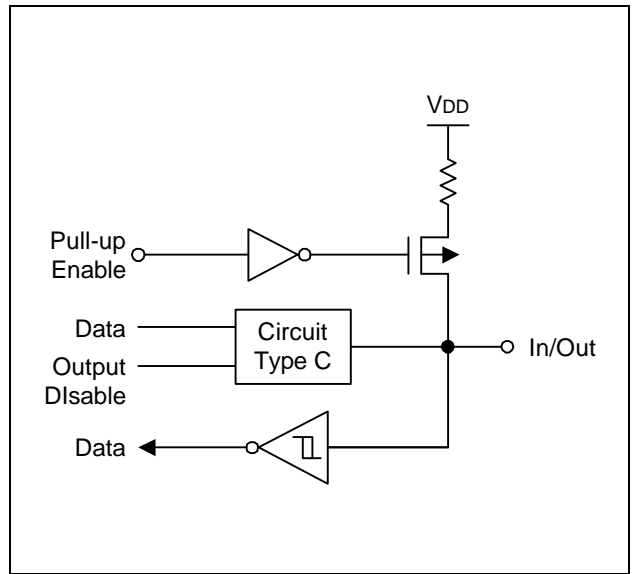 VDD
Pull-up
Enable
Data
Circuit
Type C
Output
DIsable
In/Out
Data